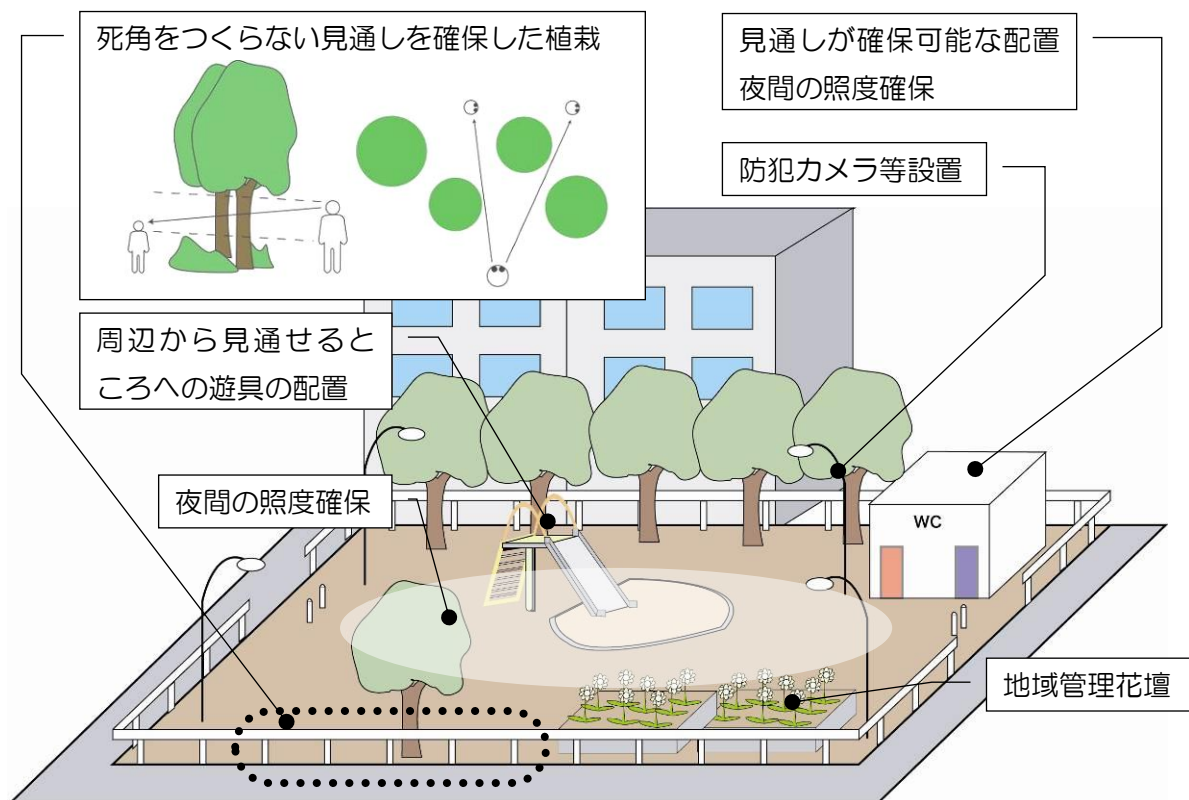 死角をつくらない見通しを確保した植栽
見通しが確保可能な配置
夜間の照度確保
防犯カメラ等設置
周辺から見通せると
ころへの遊具の配置
夜間の照度確保
WC
地域管理花壇